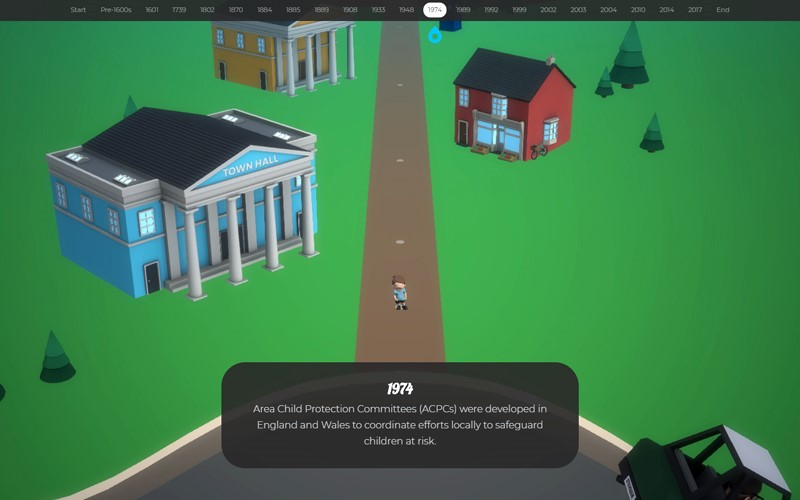 Start Pre-1600s 1601 1739 1802 1870 1884 1885 1889 1908 1933 1948 1974 1989 1992 1999 2002 2003 2004 2010 2014 2017 End
TOWN HALL
1974
Area Child Protection Committees (ACPCs) were developed in
England and Wales to coordinate efforts locally to safeguard
children at risk.